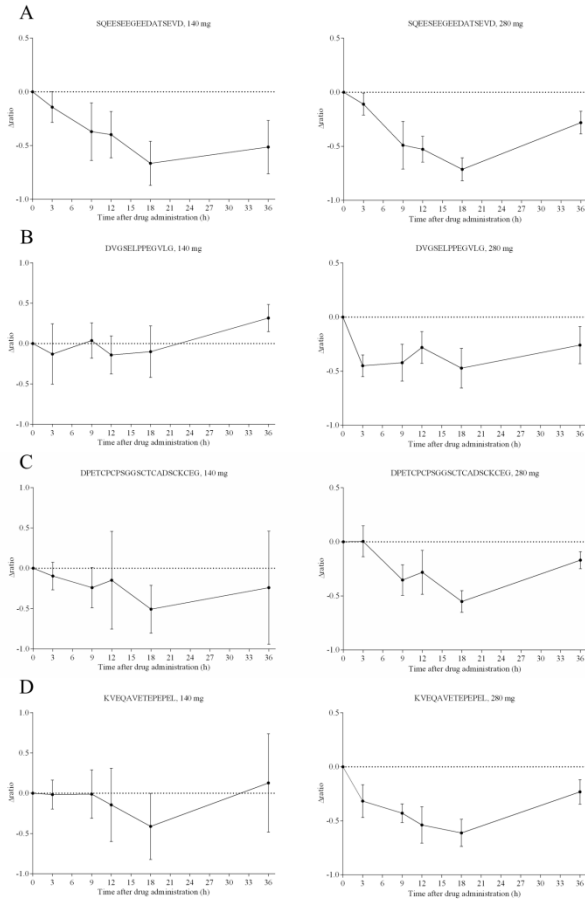 A
SQEESEEGEEDATSEVD, 140 mg
0.5
0.0
-0.5
-1.0
Δratio
0 3 6 9 12 15 18 21 24 27 30 33 36
Time after drug administration (h)
SQEESEEGEEDATSEVD, 280 mg
0.5
0.0
-0.5
-1.0
Δratio
0 3 6 9 12 15 18 21 24 27 30 33 36
Time after drug administration (h)
B
DVGSELPPEGVLG, 140 mg
1.0
0.5
0.0
-0.5
-1.0
Δratio
0 3 6 9 12 15 18 21 24 27 30 33 36
Time after drug administration (h)
DVGSELPPEGVLG, 280 mg
0.5
0.0
-0.5
-1.0
Δratio
0 3 6 9 12 15 18 21 24 27 30 33 36
Time after drug administration (h)
C
DPETCPCPSGGSCTCADSCKCEG, 140 mg
1.0
0.5
0.0
-0.5
-1.0
Δratio
0 3 6 9 12 15 18 21 24 27 30 33 36
Time after drug administration (h)
DPETCPCPSGGSCTCADSCKCEG, 280 mg
0.5
0.0
-0.5
-1.0
Δratio
0 3 6 9 12 15 18 21 24 27 30 33 36
Time after drug administration (h)
D
KVEQAVETEPEPEL, 140 mg
1.0
0.5
0.0
-0.5
-1.0
Δratio
0 3 6 9 12 15 18 21 24 27 30 33 36
Time after drug administration (h)
KVEQAVETEPEPEL, 280 mg
0.5
0.0
-0.5
-1.0
Δratio
0 3 6 9 12 15 18 21 24 27 30 33 36
Time after drug administration (h)